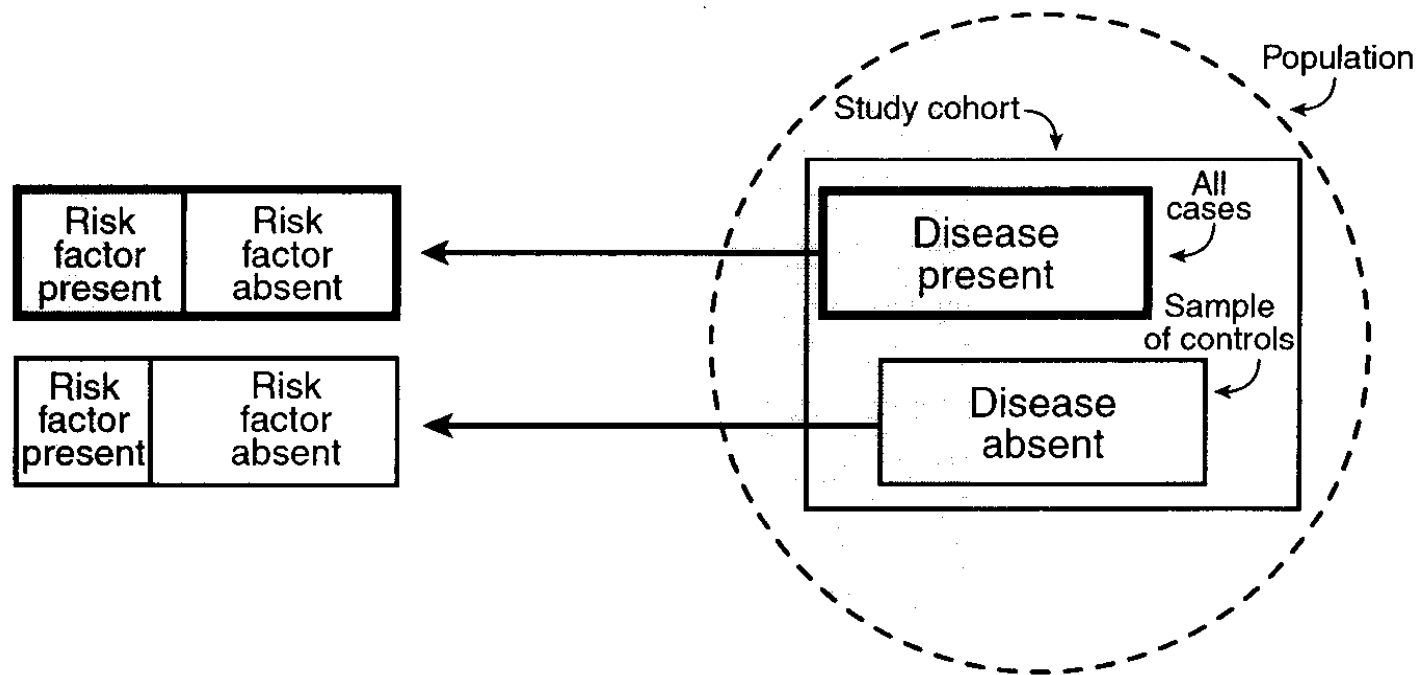 Population
Study cohort
All
cases
Risk
factor
present
Risk
factor
absent
Disease
present
Sample
of controls
Risk
factor
present
Risk
factor
absent
Disease
absent